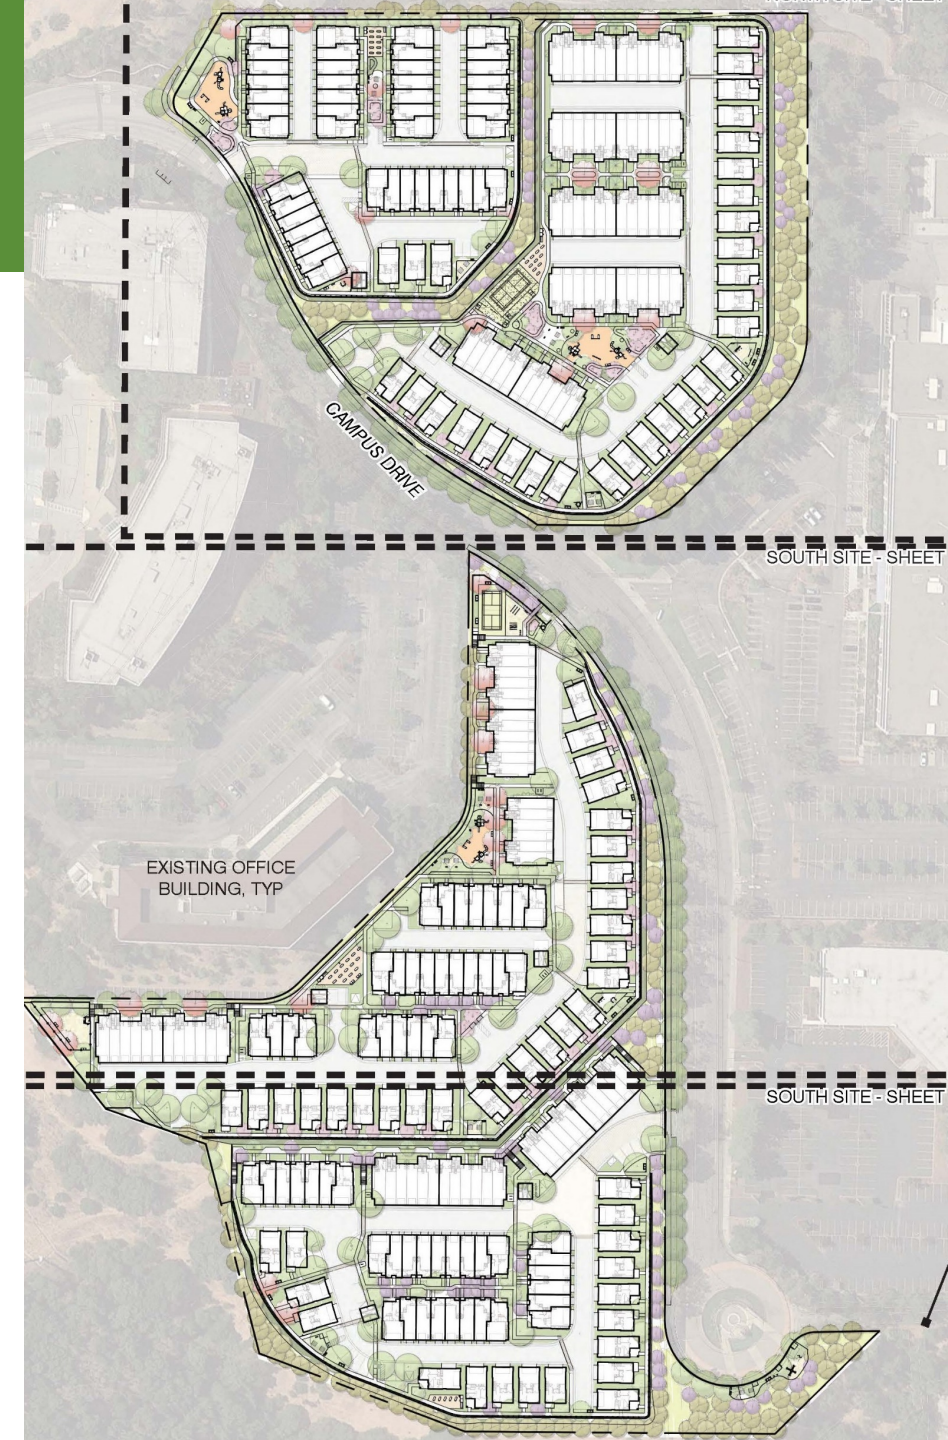 CAMPUS DRIVE
SOUTH SITE - SHEET
EXISTING OFFICE
BUILDING, TYP
SOUTH SITE - SHEET